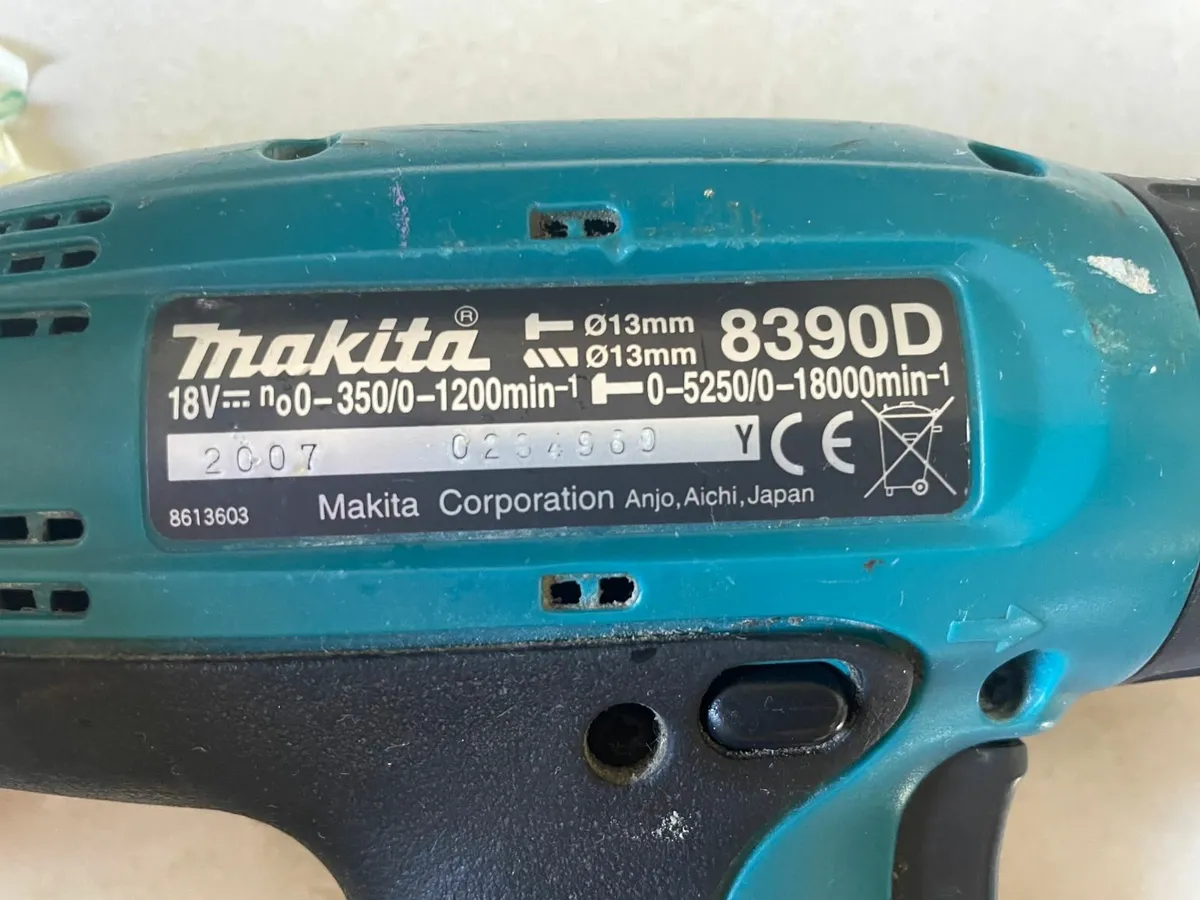 makita® Ø13mm 8390D
Ø13mm
18V⎓ no0-350/0-1200min-1 0-5250/0-18000min-1
2007 Y CE
8613603 Makita Corporation Anjo,Aichi,Japan